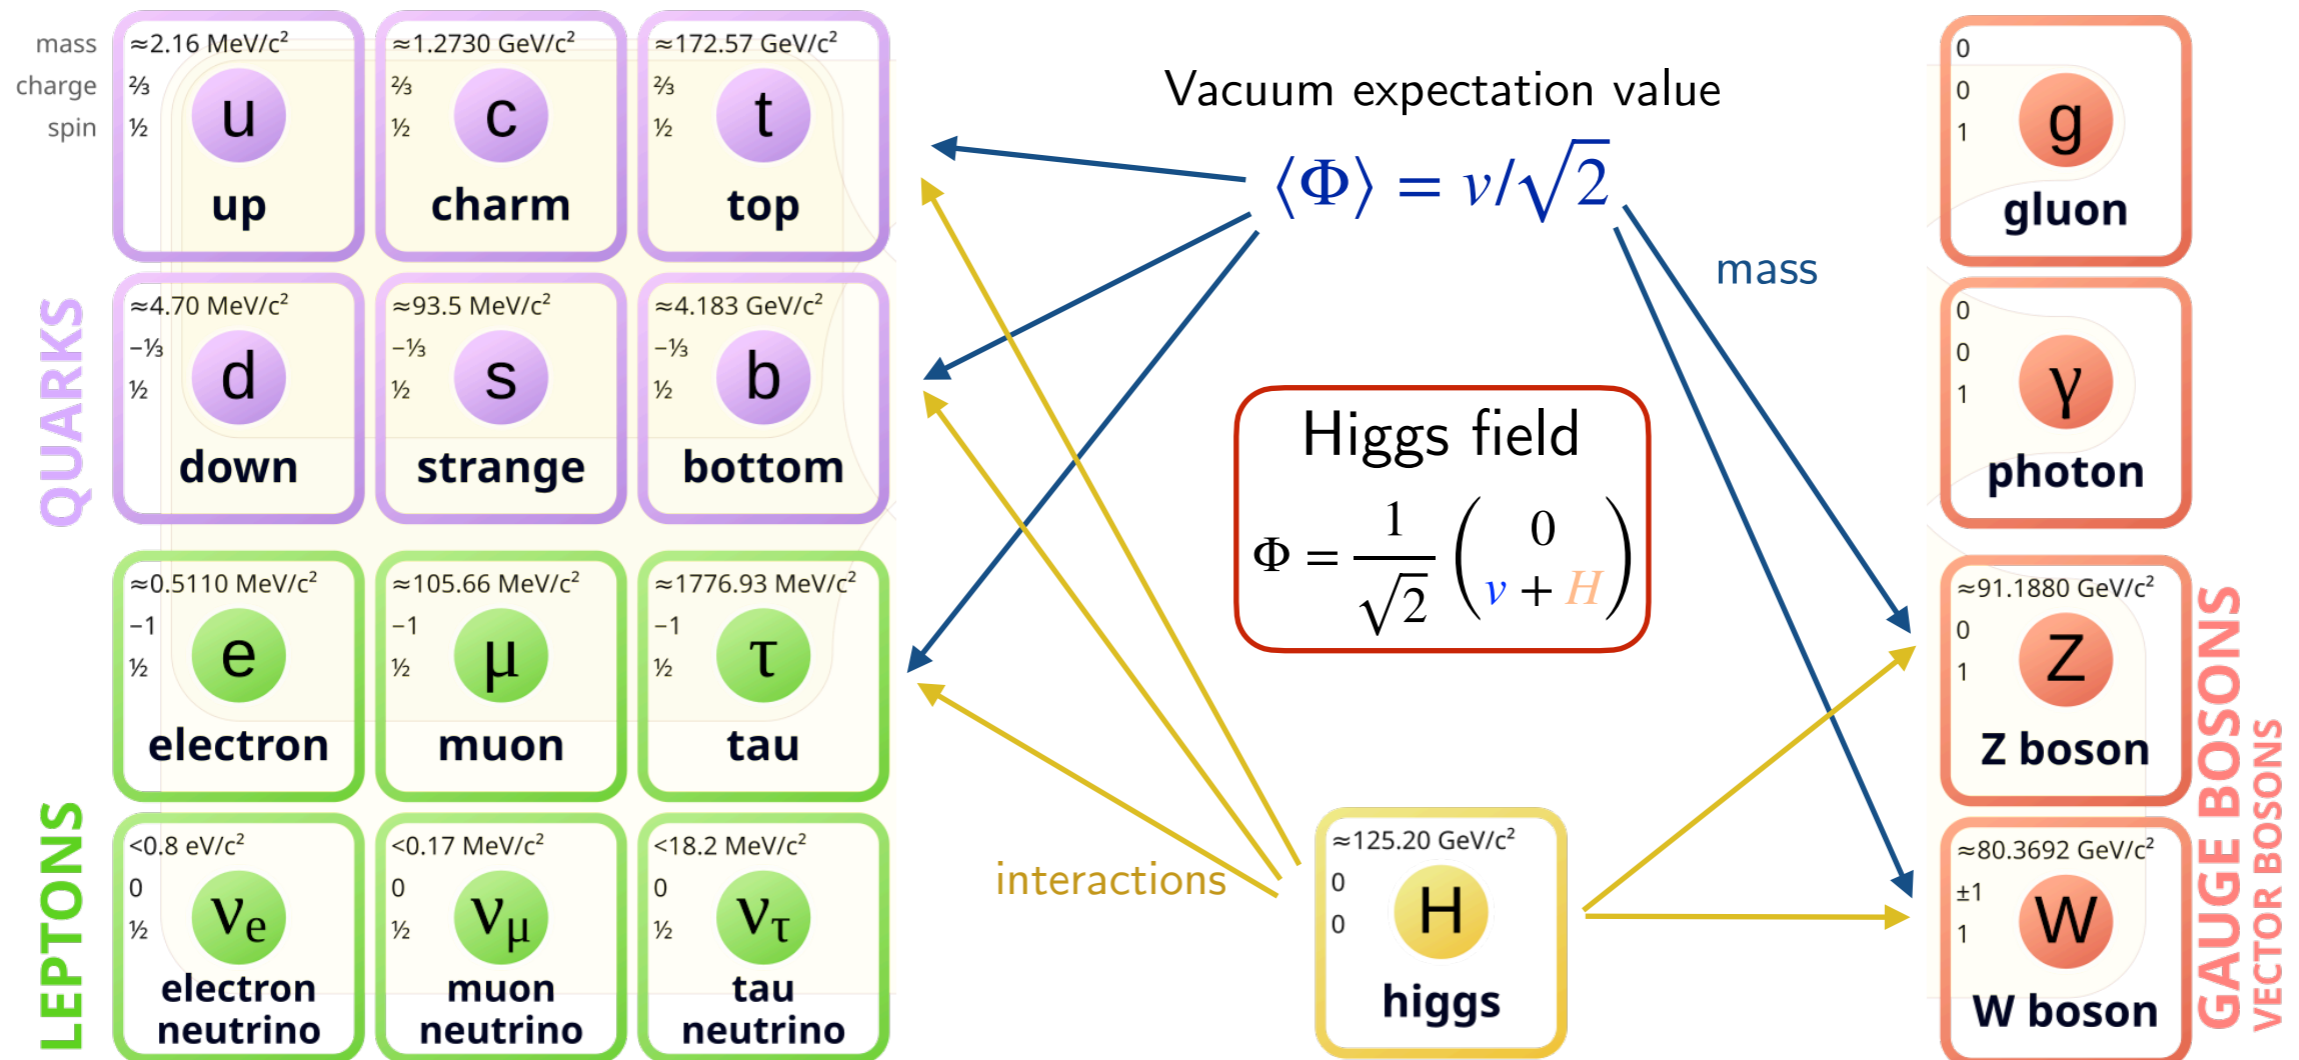 mass
charge
spin
≈2.16 MeV/c²
⅔
½
u
up
≈1.2730 GeV/c²
⅔
½
c
charm
≈172.57 GeV/c²
⅔
½
t
top
QUARKS
≈4.70 MeV/c²
−⅓
½
d
down
≈93.5 MeV/c²
−⅓
½
s
strange
≈4.183 GeV/c²
−⅓
½
b
bottom
LEPTONS
≈0.5110 MeV/c²
−1
½
e
electron
≈105.66 MeV/c²
−1
½
μ
muon
≈1776.93 MeV/c²
−1
½
τ
tau
<0.8 eV/c²
0
½
νe
electron
neutrino
<0.17 MeV/c²
0
½
νμ
muon
neutrino
<18.2 MeV/c²
0
½
ντ
tau
neutrino
Vacuum expectation value
⟨Φ⟩ = v/√2
mass
Higgs field
Φ = 1/√2 (0
v + H)
interactions
≈125.20 GeV/c²
0
0
H
higgs
0
0
1
g
gluon
0
0
1
γ
photon
≈91.1880 GeV/c²
0
1
Z
Z boson
≈80.3692 GeV/c²
±1
1
W
W boson
GAUGE BOSONS
VECTOR BOSONS